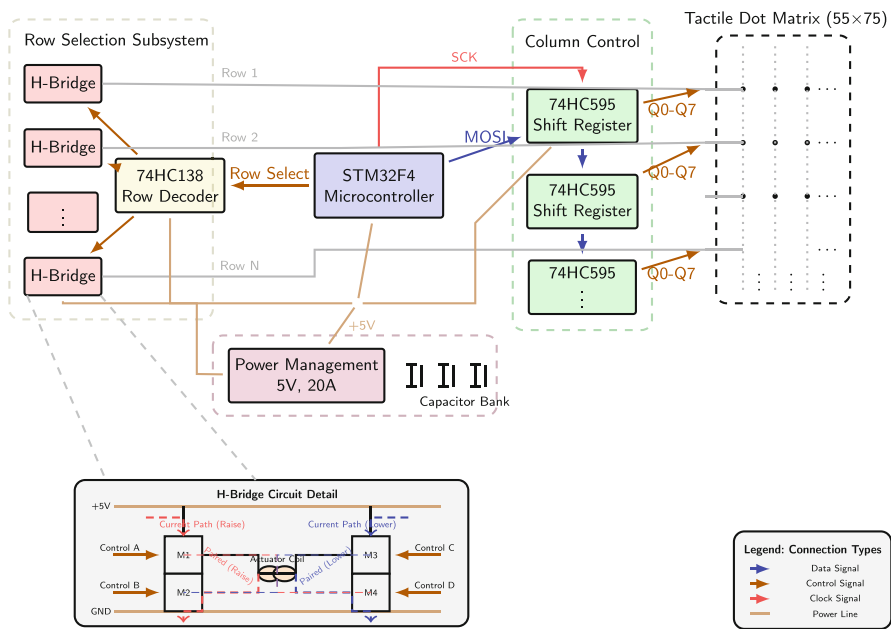 Tactile Dot Matrix (55×75)
Row Selection Subsystem
Column Control
SCK
H-Bridge
Row 1
74HC595
Shift Register
Q0-Q7
...
H-Bridge
Row 2
MOSI
...
74HC138
Row Decoder
Row Select
STM32F4
Microcontroller
74HC595
Shift Register
Q0-Q7
...
⋮
H-Bridge
Row N
74HC595
⋮
Q0-Q7
...
⋮ ⋮ ⋮
+5V
Power Management
5V, 20A
Capacitor Bank
H-Bridge Circuit Detail
+5V
Current Path (Raise)
Current Path (Lower)
Control A
M1
Paired (Raise)
Actuator Coil
Paired (Lower)
M3
Control C
Control B
M2
M4
Control D
GND
Legend: Connection Types
Data Signal
Control Signal
Clock Signal
Power Line